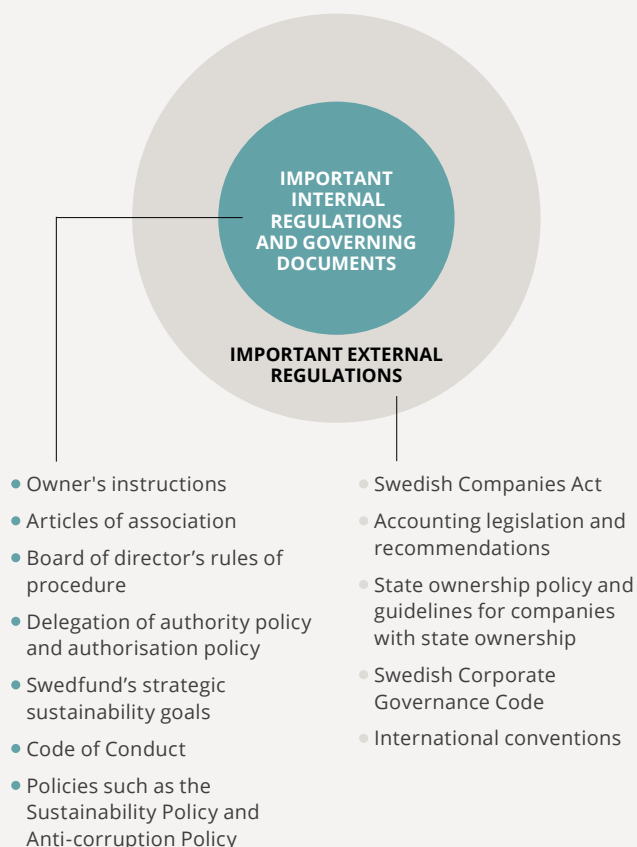 IMPORTANT
INTERNAL
REGULATIONS
AND GOVERNING
DOCUMENTS
IMPORTANT EXTERNAL
REGULATIONS
Owner's instructions
Articles of association
Board of director’s rules of
procedure
Delegation of authority policy
and authorisation policy
Swedfund’s strategic
sustainability goals
Code of Conduct
Policies such as the
Sustainability Policy and
Anti-corruption Policy
Swedish Companies Act
Accounting legislation and
recommendations
State ownership policy and
guidelines for companies
with state ownership
Swedish Corporate
Governance Code
International conventions